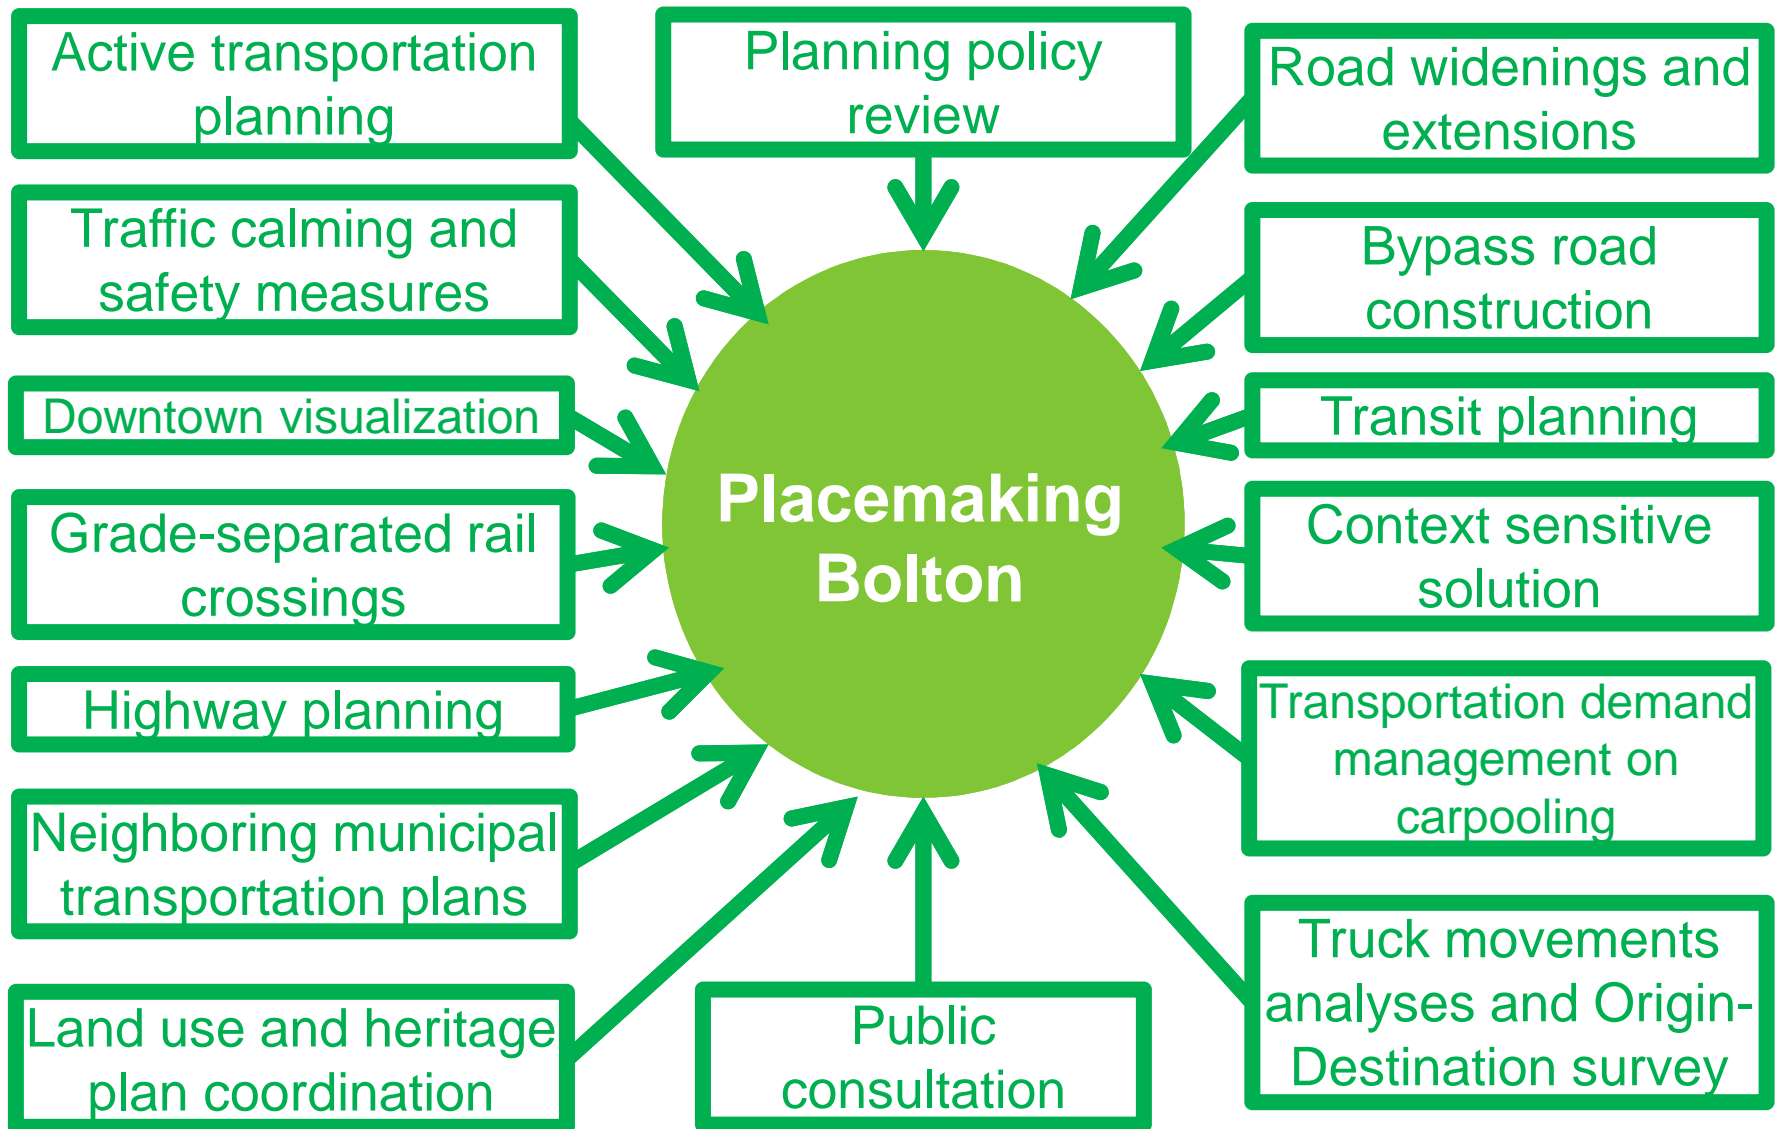 Active transportation
planning
Planning policy
review
Road widenings and
extensions
Traffic calming and
safety measures
Bypass road
construction
Downtown visualization
Transit planning
Placemaking
Bolton
Grade-separated rail
crossings
Context sensitive
solution
Highway planning
Transportation demand
management on
carpooling
Neighboring municipal
transportation plans
Truck movements
analyses and Origin-
Destination survey
Land use and heritage
plan coordination
Public
consultation